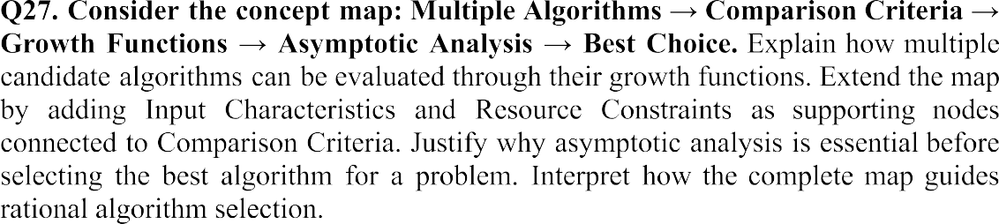 Q27. Consider the concept map: Multiple Algorithms → Comparison Criteria →
Growth Functions → Asymptotic Analysis → Best Choice. Explain how multiple
candidate algorithms can be evaluated through their growth functions. Extend the map
by adding Input Characteristics and Resource Constraints as supporting nodes
connected to Comparison Criteria. Justify why asymptotic analysis is essential before
selecting the best algorithm for a problem. Interpret how the complete map guides
rational algorithm selection.